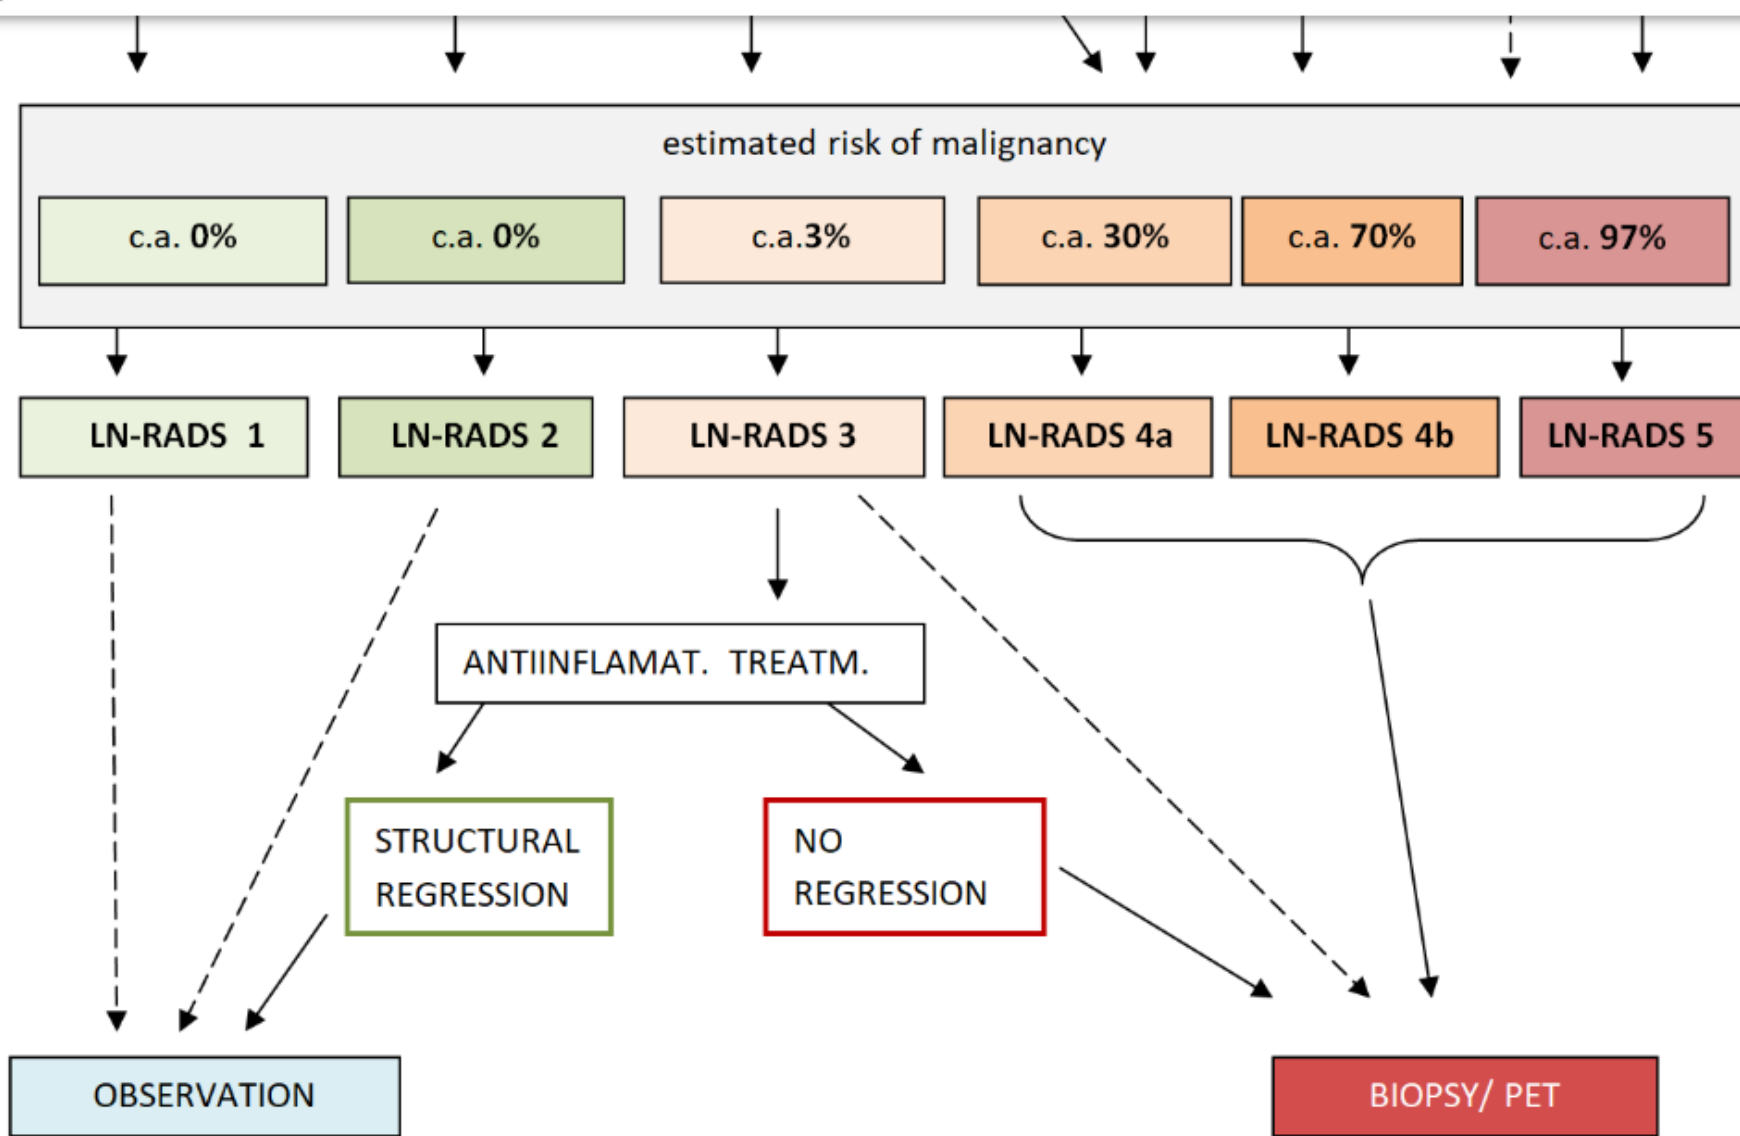 estimated risk of malignancy
c.a. 0%
c.a. 0%
c.a.3%
c.a. 30%
c.a. 70%
c.a. 97%
LN-RADS 1
LN-RADS 2
LN-RADS 3
LN-RADS 4a
LN-RADS 4b
LN-RADS 5
ANTIINFLAMAT. TREATM.
STRUCTURAL
REGRESSION
NO
REGRESSION
OBSERVATION
BIOPSY/ PET